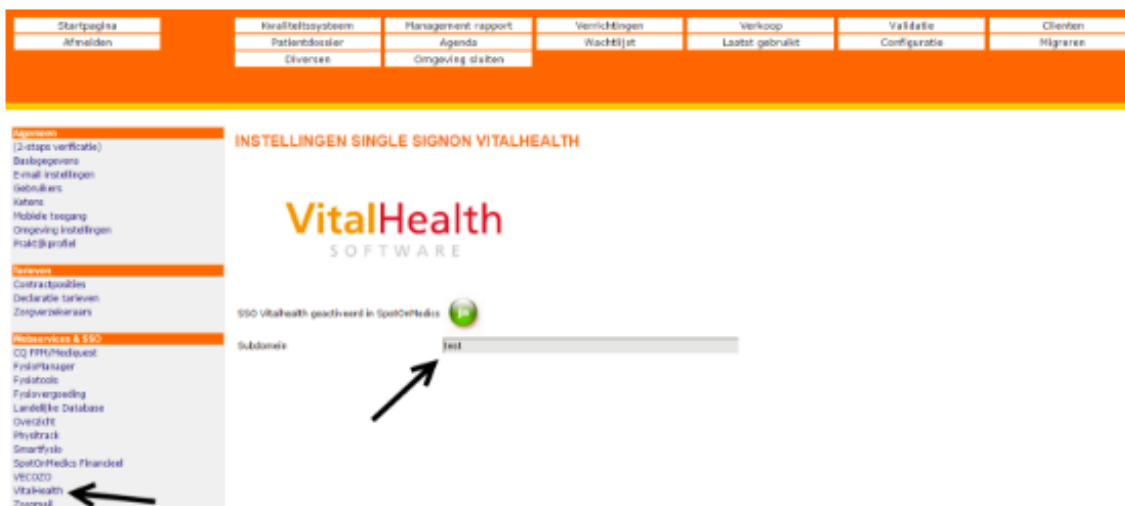 Startpagina
Kwaliteitssysteem
Management rapport
Verrichtingen
Verkoop
Validatie
Clienten
Afmelden
Patientdossier
Agenda
Wachtlijst
Laatst gebruikt
Configuratie
Migreren
Diversen
Omgeving sluiten
Algemeen
(2-staps verificatie)
Basisgegevens
E-mail instellingen
Gebruikers
Ketens
Mobiele toegang
Omgeving instellingen
Praktijkprofiel
Tarieven
Contractposities
Declaratie tarieven
Zorgverzekeraars
Webservices & SSO
CQ FPM/Mediquest
FysioManager
Fysiotools
Fysiovergoeding
Landelijke Database
Overzicht
Physitrack
Smartfysio
SpotOnMedics Financieel
VECOZO
VitalHealth
Zorgmail
INSTELLINGEN SINGLE SIGNON VITALHEALTH
VitalHealth
SOFTWARE
SSO Vitalhealth geactiveerd in SpotOnMedics
Subdomein
test